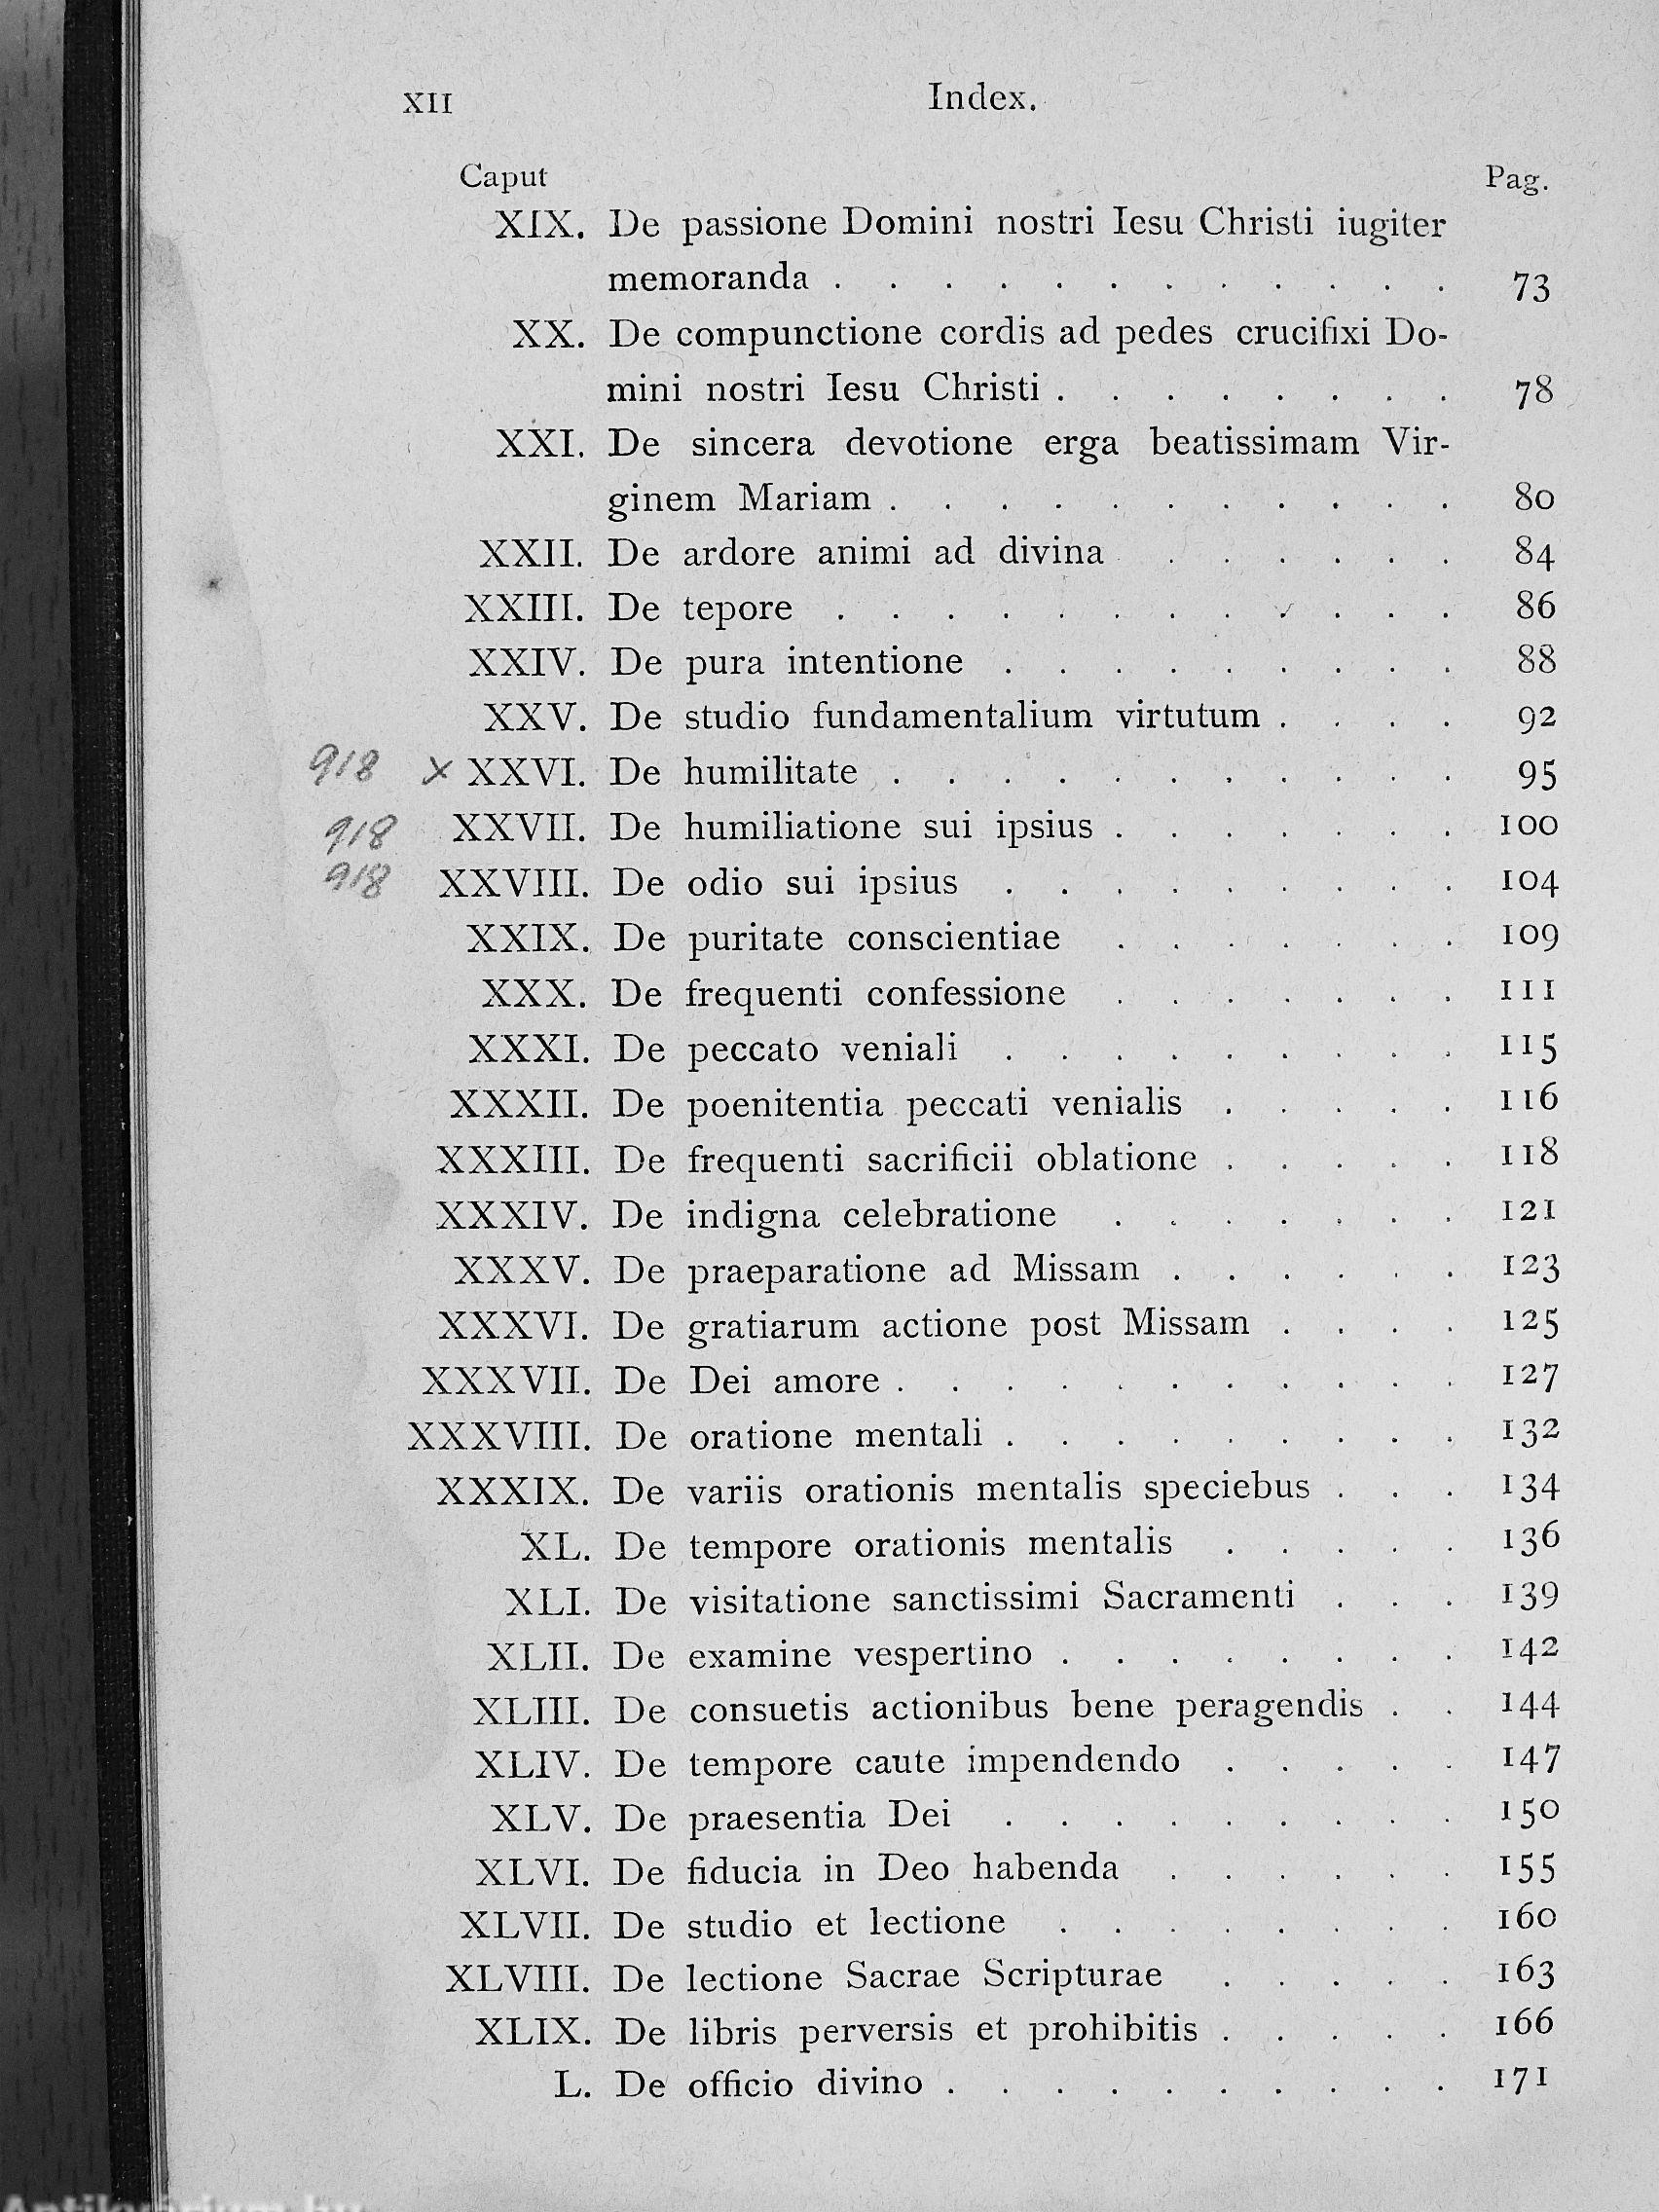 XII Index.
Caput Pag.
XIX. De passione Domini nostri Iesu Christi iugiter
memoranda . . . . . . . . . . . . 73
XX. De compunctione cordis ad pedes crucifixi Do-
mini nostri Iesu Christi . . . . . . . . 78
XXI. De sincera devotione erga beatissimam Vir-
ginem Mariam . . . . . . . . . . . 80
XXII. De ardore animi ad divina . . . . . . 84
XXIII. De tepore . . . . . . . . . . . . 86
XXIV. De pura intentione . . . . . . . . . 88
XXV. De studio fundamentalium virtutum . . . . 92
918 x XXVI. De humilitate . . . . . . . . . . . 95
918 XXVII. De humiliatione sui ipsius . . . . . . . 100
918 XXVIII. De odio sui ipsius . . . . . . . . . 104
XXIX. De puritate conscientiae . . . . . . . 109
XXX. De frequenti confessione . . . . . . . 111
XXXI. De peccato veniali . . . . . . . . . 115
XXXII. De poenitentia peccati venialis . . . . . 116
XXXIII. De frequenti sacrificii oblatione . . . . . 118
XXXIV. De indigna celebratione . . . . . . . 121
XXXV. De praeparatione ad Missam . . . . . . 123
XXXVI. De gratiarum actione post Missam . . . . 125
XXXVII. De Dei amore . . . . . . . . . . . 127
XXXVIII. De oratione mentali . . . . . . . . . 132
XXXIX. De variis orationis mentalis speciebus . . . 134
XL. De tempore orationis mentalis . . . . . 136
XLI. De visitatione sanctissimi Sacramenti . . . 139
XLII. De examine vespertino . . . . . . . . 142
XLIII. De consuetis actionibus bene peragendis . . 144
XLIV. De tempore caute impendendo . . . . . 147
XLV. De praesentia Dei . . . . . . . . . 150
XLVI. De fiducia in Deo habenda . . . . . . 155
XLVII. De studio et lectione . . . . . . . . 160
XLVIII. De lectione Sacrae Scripturae . . . . . 163
XLIX. De libris perversis et prohibitis . . . . . 166
L. De officio divino . . . . . . . . . . 171